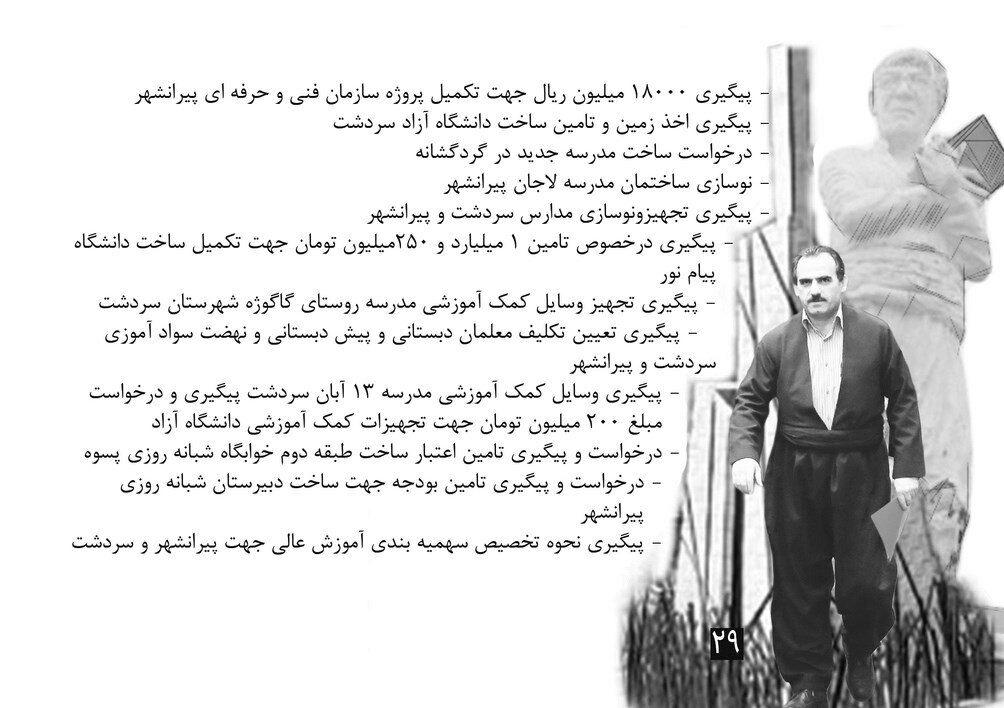 - پیگیری ۱۸۰۰۰ میلیون ریال جهت تکمیل پروژه سازمان فنی و حرفه ای پیرانشهر
- پیگیری اخذ زمین و تامین ساخت دانشگاه آزاد سردشت
- درخواست ساخت مدرسه جدید در گردگشانه
- نوسازی ساختمان مدرسه لاجان پیرانشهر
- پیگیری تجهیزونوسازی مدارس سردشت و پیرانشهر
- پیگیری درخصوص تامین ۱ میلیارد و ۲۵۰میلیون تومان جهت تکمیل ساخت دانشگاه
پیام نور
- پیگیری تجهیز وسایل کمک آموزشی مدرسه روستای گاگوژه شهرستان سردشت
- پیگیری تعیین تکلیف معلمان دبستانی و پیش دبستانی و نهضت سواد آموزی
سردشت و پیرانشهر
- پیگیری وسایل کمک آموزشی مدرسه ۱۳ آبان سردشت پیگیری و درخواست
مبلغ ۲۰۰ میلیون تومان جهت تجهیزات کمک آموزشی دانشگاه آزاد
- درخواست و پیگیری تامین اعتبار ساخت طبقه دوم خوابگاه شبانه روزی پسوه
- درخواست و پیگیری تامین بودجه جهت ساخت دبیرستان شبانه روزی
پیرانشهر
- پیگیری نحوه تخصیص سهمیه بندی آموزش عالی جهت پیرانشهر و سردشت
۲۹